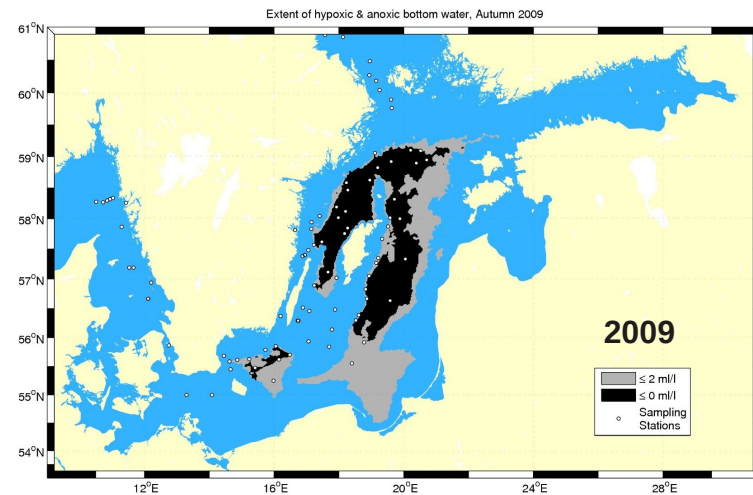 Extent of hypoxic & anoxic bottom water, Autumn 2009
61°N
60°N
59°N
58°N
57°N
56°N
55°N
54°N
2009
≤ 2 ml/l
≤ 0 ml/l
Sampling
Stations
12°E
16°E
20°E
24°E
28°E